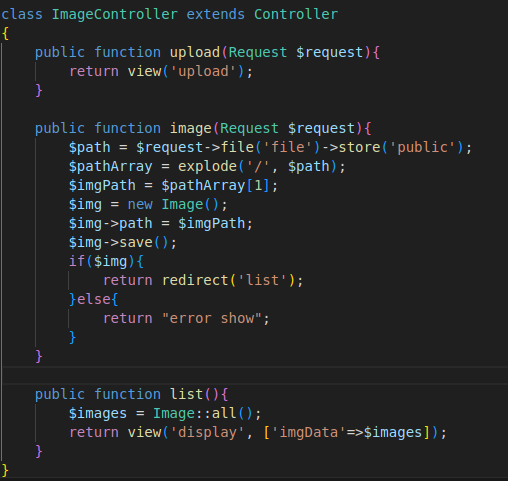 class ImageController extends Controller
{
    public function upload(Request $request){
        return view('upload');
    }

    public function image(Request $request){
        $path = $request->file('file')->store('public');
        $pathArray = explode('/', $path);
        $imgPath = $pathArray[1];
        $img = new Image();
        $img->path = $imgPath;
        $img->save();
        if($img){
            return redirect('list');
        }else{
            return "error show";
        }
    }

    public function list(){
        $images = Image::all();
        return view('display', ['imgData'=>$images]);
    }
}